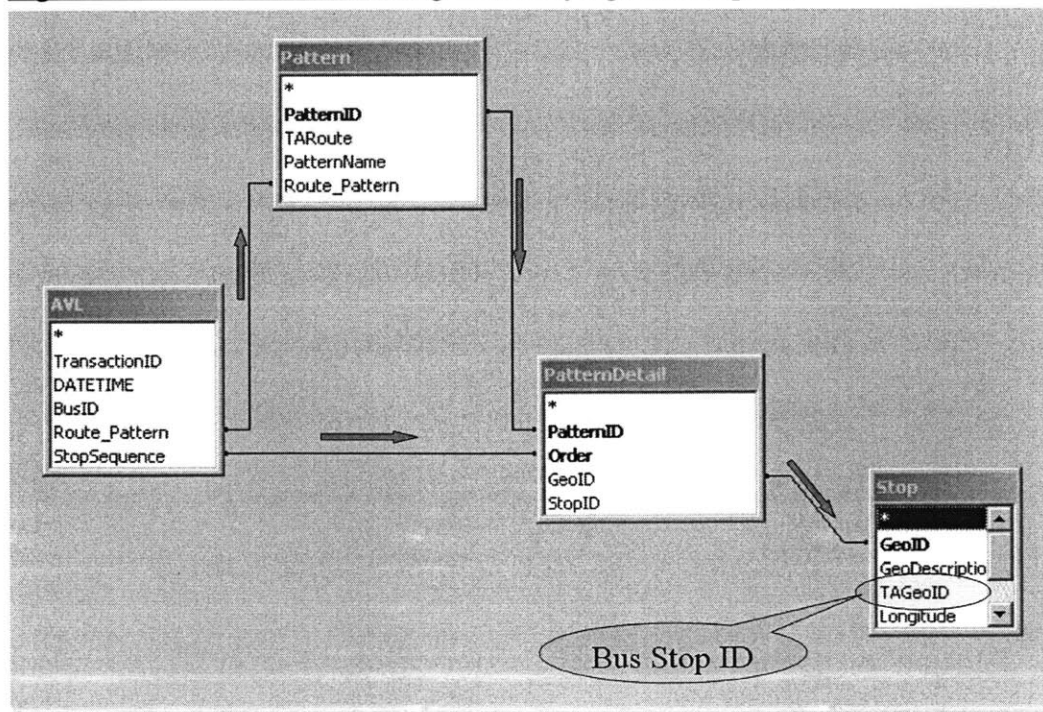 Pattern
*
PatternID
TARoute
PatternName
Route_Pattern
AVL
*
TransactionID
DATETIME
BusID
Route_Pattern
StopSequence
PatternDetail
*
PatternID
Order
GeoID
StopID
Stop
*
GeoID
GeoDescriptio
TAGeoID
Longitude
Bus Stop ID